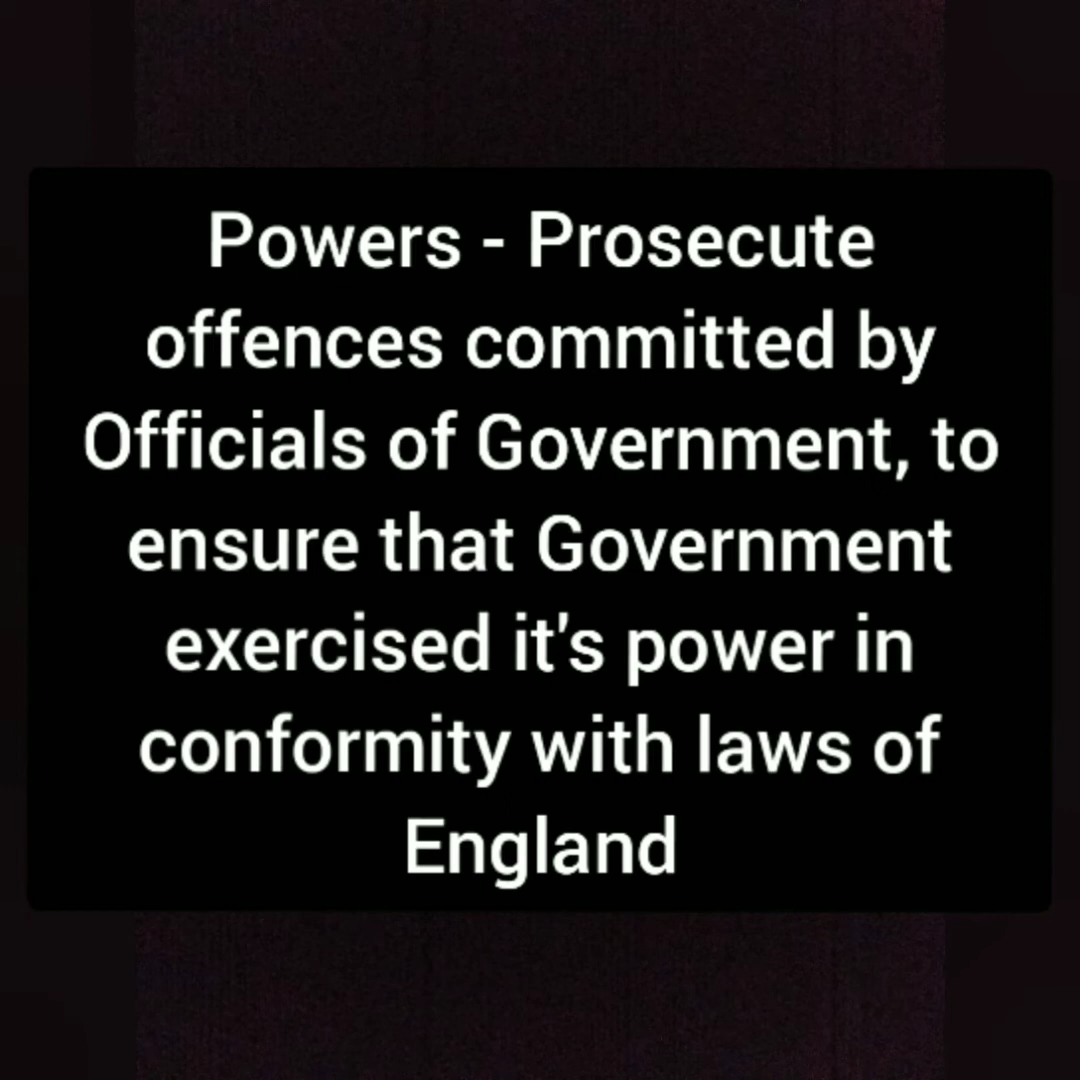 Powers - Prosecute
offences committed by
Officials of Government, to
ensure that Government
exercised it's power in
conformity with laws of
England